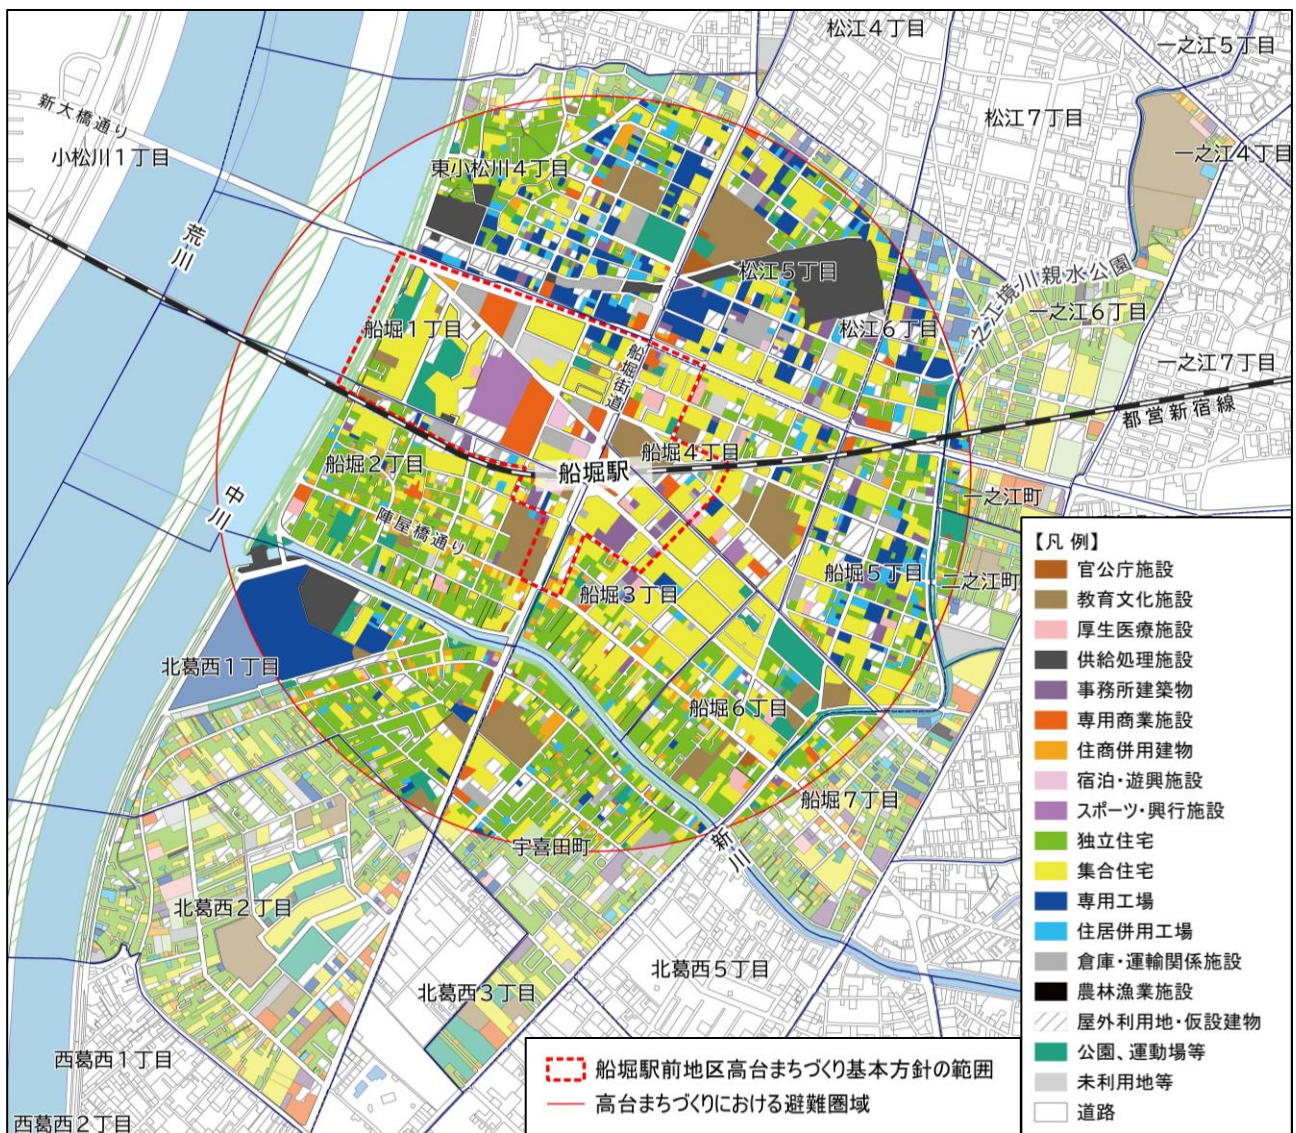 松江４丁目
一之江５丁目
新大橋通り
松江７丁目
小松川１丁目
一之江４丁目
東小松川４丁目
荒川
松江５丁目
一之江境川親水公園
一之江６丁目
船堀１丁目
松江６丁目
船堀街道
一之江７丁目
都営新宿線
船堀４丁目
船堀２丁目
船堀駅
中川
一之江町
陣屋橋通り
船堀５丁目
二之江町
船堀３丁目
北葛西１丁目
船堀６丁目
船堀７丁目
宇喜田町
新川
北葛西２丁目
北葛西５丁目
北葛西３丁目
西葛西１丁目
西葛西２丁目
【凡 例】
官公庁施設
教育文化施設
厚生医療施設
供給処理施設
事務所建築物
専用商業施設
住商併用建物
宿泊・遊興施設
スポーツ・興行施設
独立住宅
集合住宅
専用工場
住居併用工場
倉庫・運輸関係施設
農林漁業施設
屋外利用地・仮設建物
公園、運動場等
未利用地等
道路
船堀駅前地区高台まちづくり基本方針の範囲
高台まちづくりにおける避難圏域